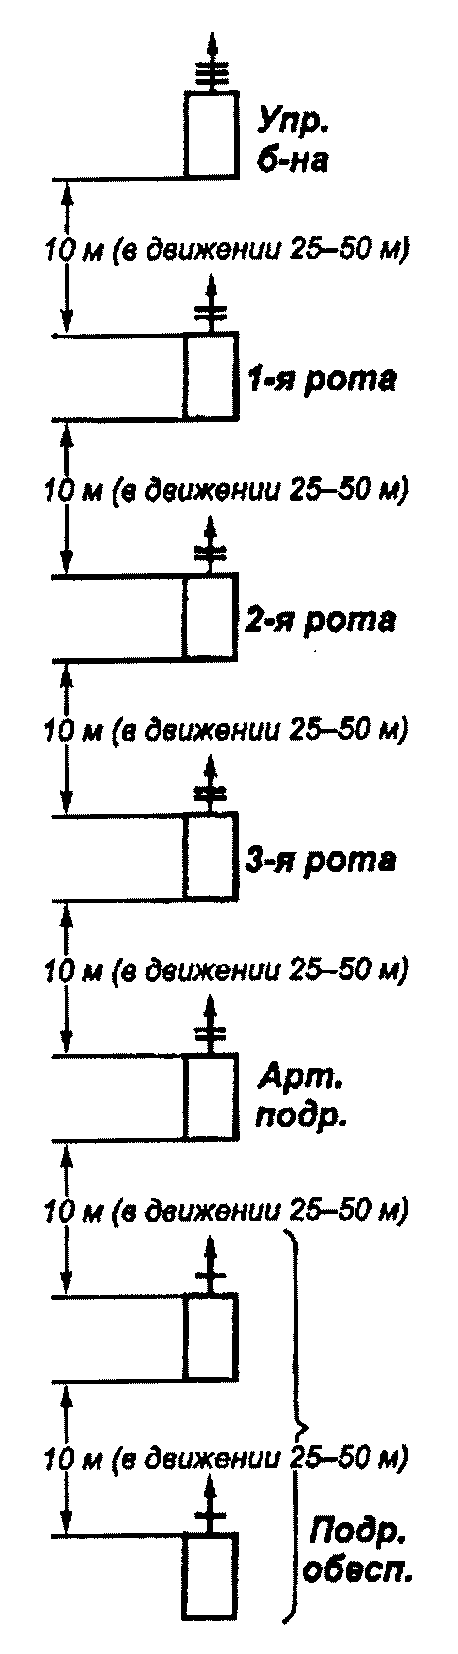 Упр.
б-на
10 м (в движении 25–50 м)
1-я рота
10 м (в движении 25–50 м)
2-я рота
10 м (в движении 25–50 м)
3-я рота
10 м (в движении 25–50 м)
Арт.
подр.
10 м (в движении 25–50 м)
10 м (в движении 25–50 м)
Подр.
обесп.